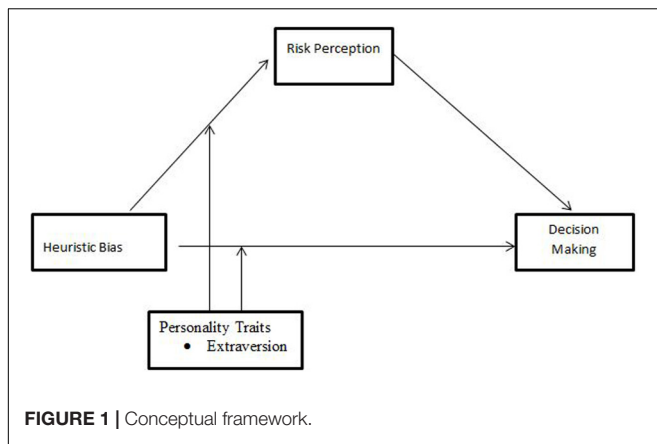 Risk Perception
Heuristic Bias
Decision
Making
Personality Traits
• Extraversion
FIGURE 1 | Conceptual framework.